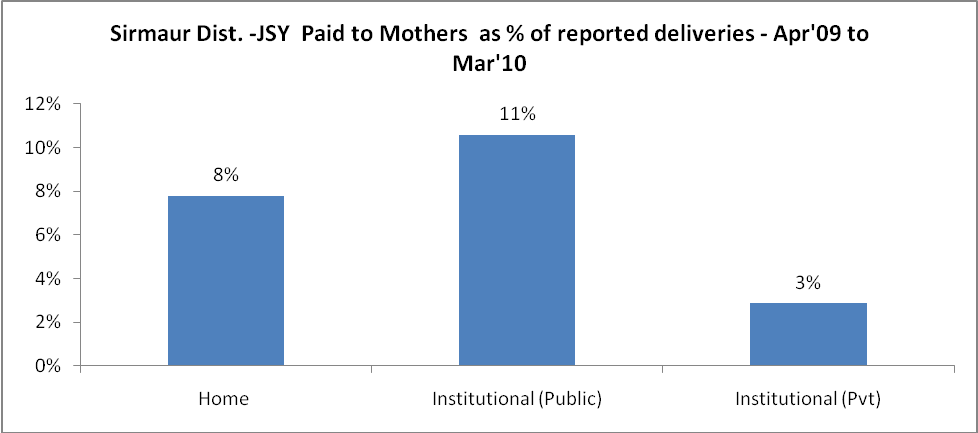 Sirmaur Dist. -JSY  Paid to Mothers  as % of reported deliveries - Apr'09 to
Mar'10
12%
10%
8%
6%
4%
2%
0%
8%
11%
3%
Home
Institutional (Public)
Institutional (Pvt)